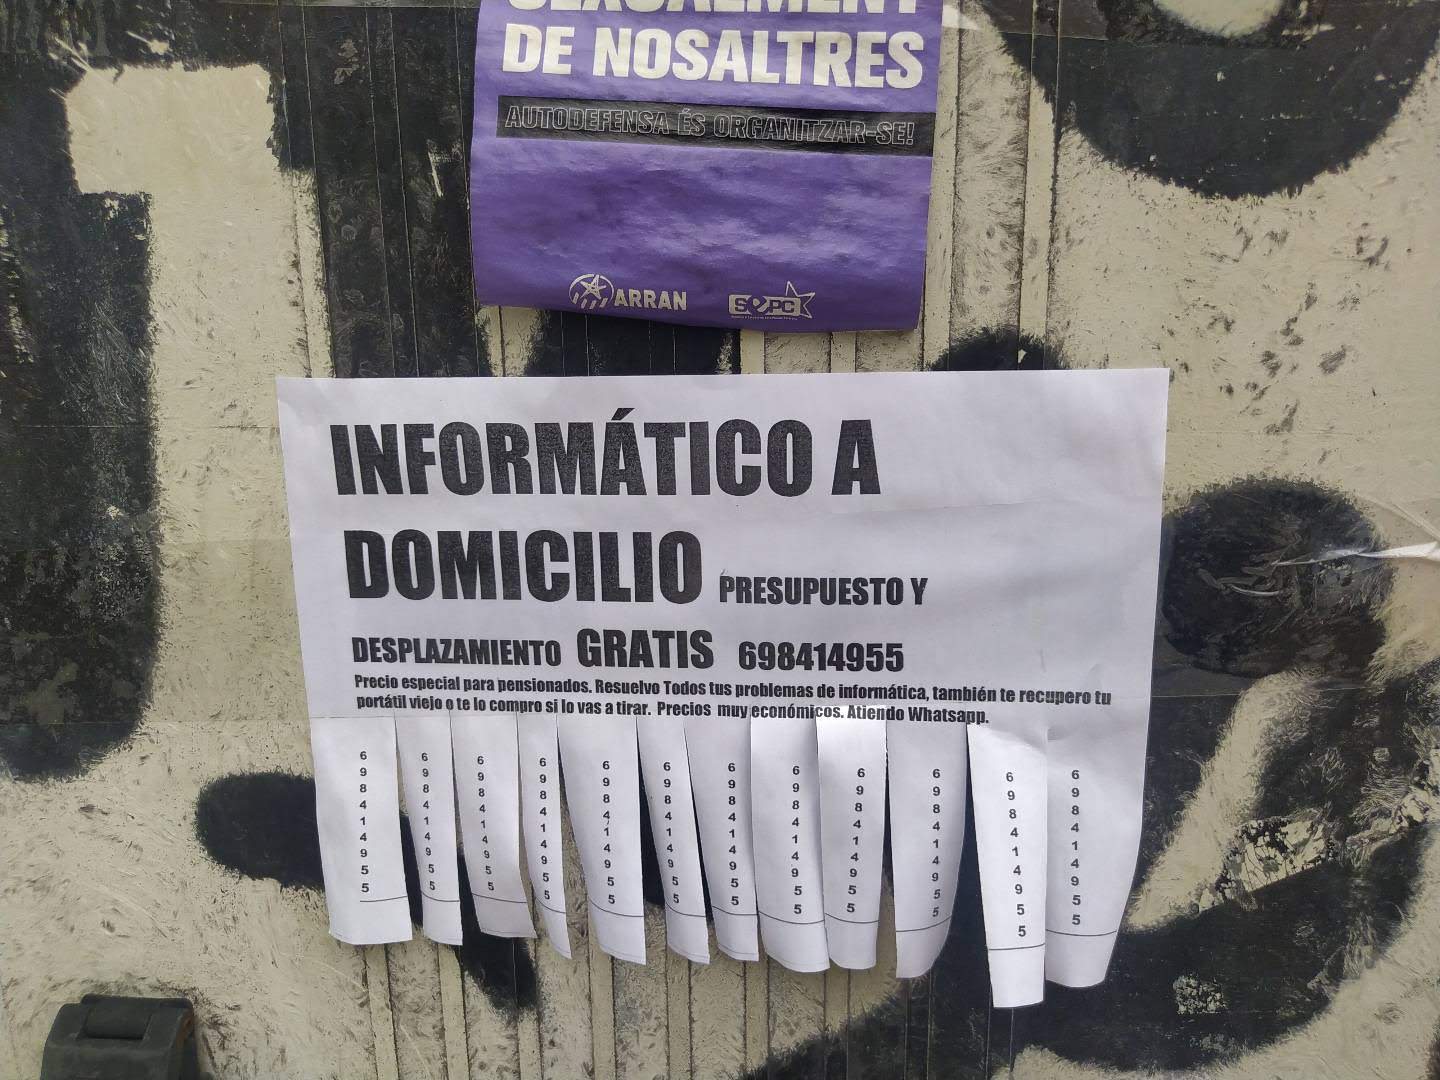 SEXUALMENT
DE NOSALTRES
AUTODEFENSA ÉS ORGANITZAR-SE!
ARRAN
SEPC
INFORMÁTICO A
DOMICILIO PRESUPUESTO Y
DESPLAZAMIENTO GRATIS 698414955
Precio especial para pensionados. Resuelvo Todos tus problemas de informática, también te recupero tu
portátil viejo o te lo compro si lo vas a tirar. Precios muy económicos. Atiendo Whatsapp.
698414955
698414955
698414955
698414955
698414955
698414955
698414955
698414955
698414955
698414955
698414955
698414955